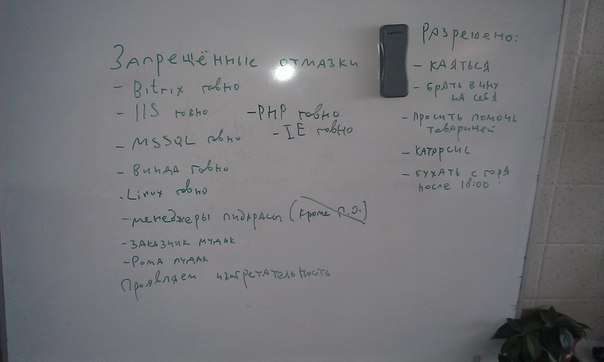 Запрещённые отмазки
- Bitrix говно
- IIS говно
- PHP говно
- IE говно
- MSSQL говно
- Винда говно
. Linux говно
- менеджеры пидарасы (кроме П.О.)
- заказчик мудак
- Рома мудак
Проявляем изобретательность
Разрешено:
- каяться
- брать вину
на себя
- просить помощь
товарищей
- катарсис
- бухать с горя
после 18:00